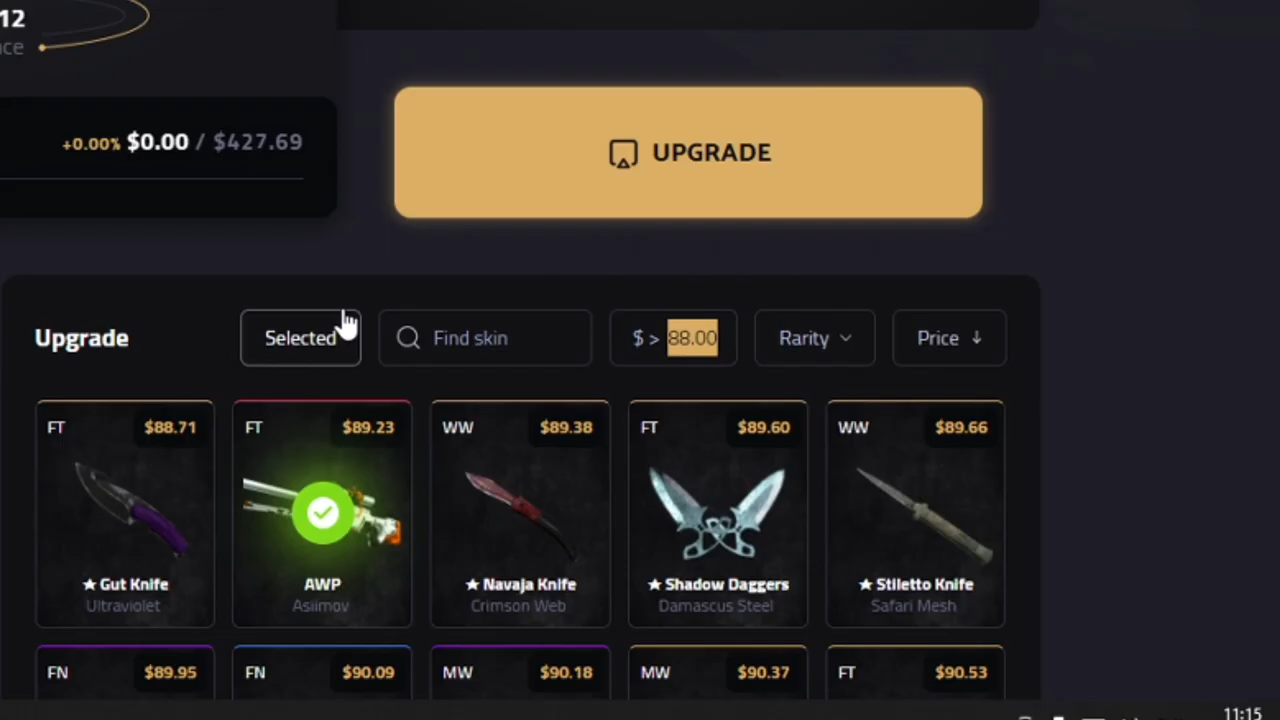 12
nce
+0.00% $0.00 / $427.69
UPGRADE
Upgrade
Selected
Find skin
$ > 88.00
Rarity
Price
FT $88.71
★ Gut Knife
Ultraviolet
FT $89.23
AWP
Asiimov
WW $89.38
★ Navaja Knife
Crimson Web
FT $89.60
★ Shadow Daggers
Damascus Steel
WW $89.66
★ Stiletto Knife
Safari Mesh
FN $89.95
FN $90.09
MW $90.18
MW $90.37
FT $90.53
11:15